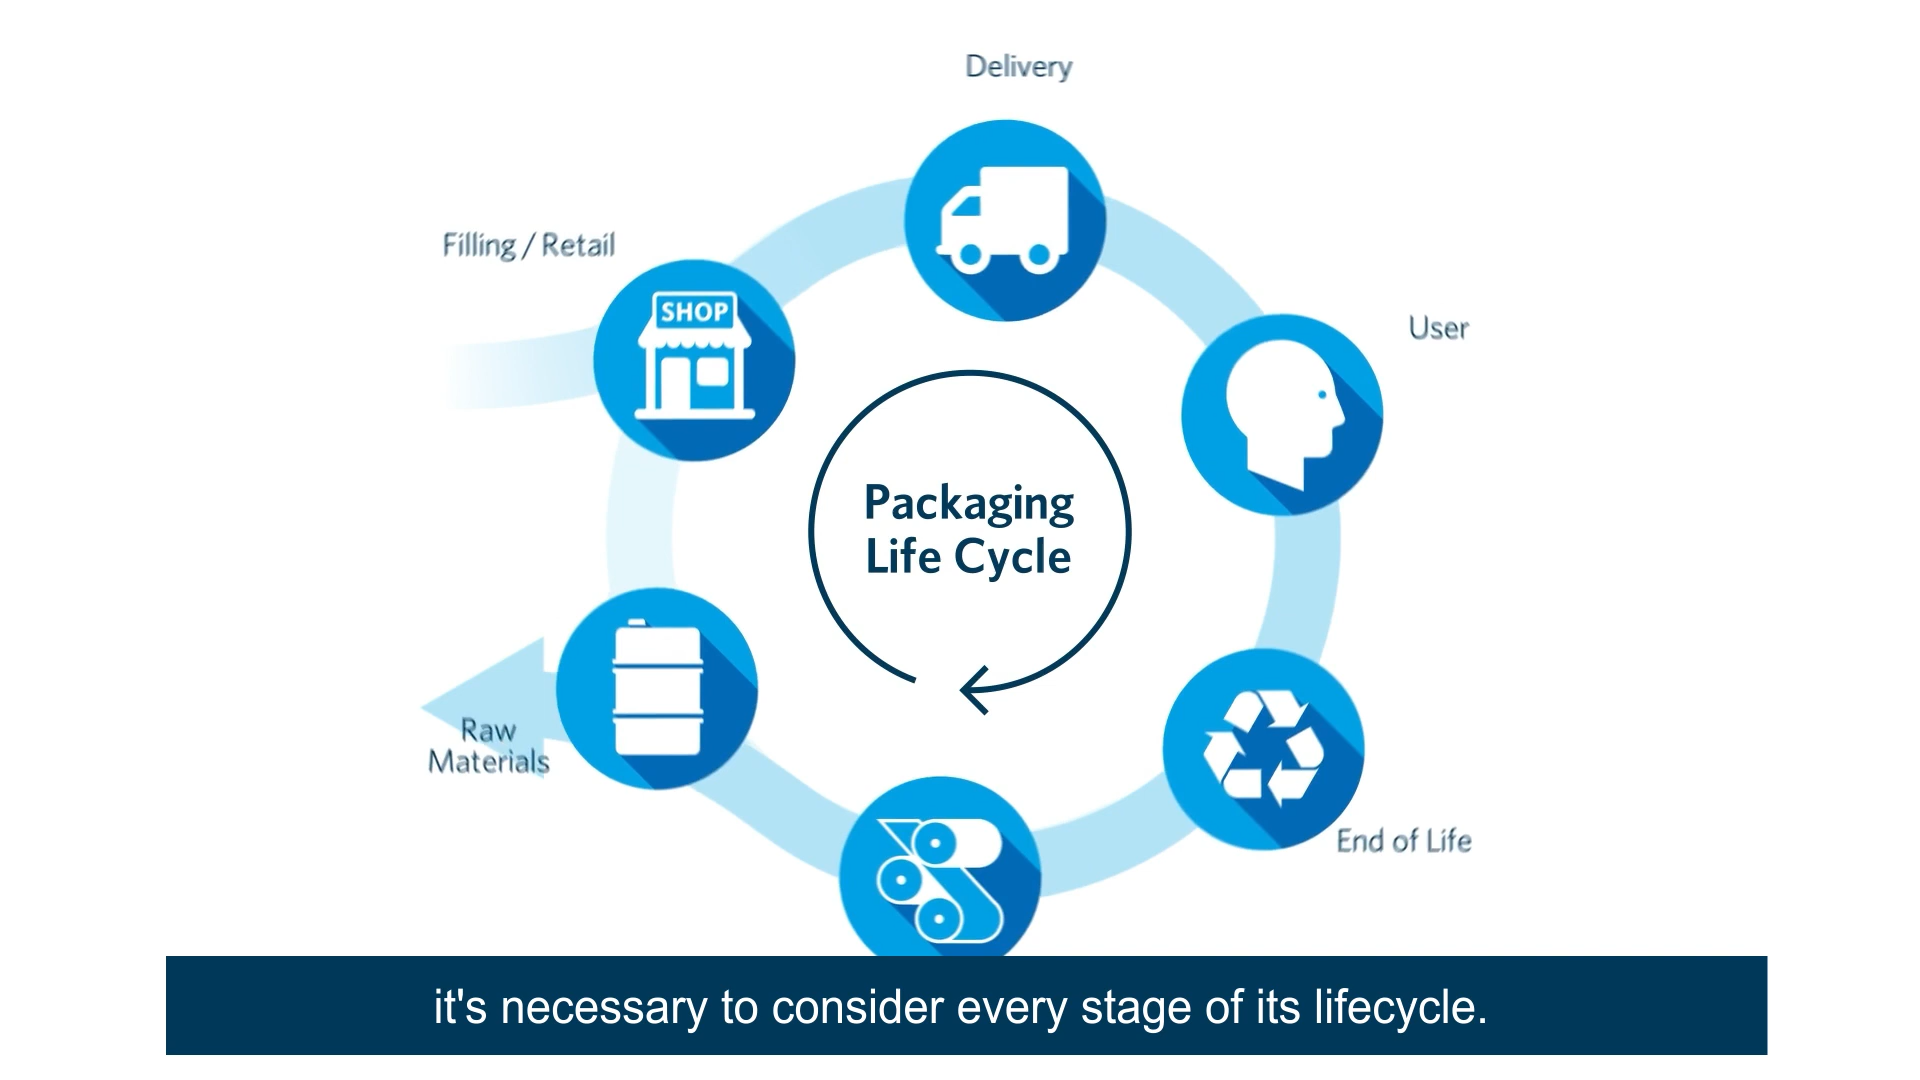 Delivery
Filling / Retail
SHOP
User
Packaging
Life Cycle
Raw
Materials
End of Life
it's necessary to consider every stage of its lifecycle.